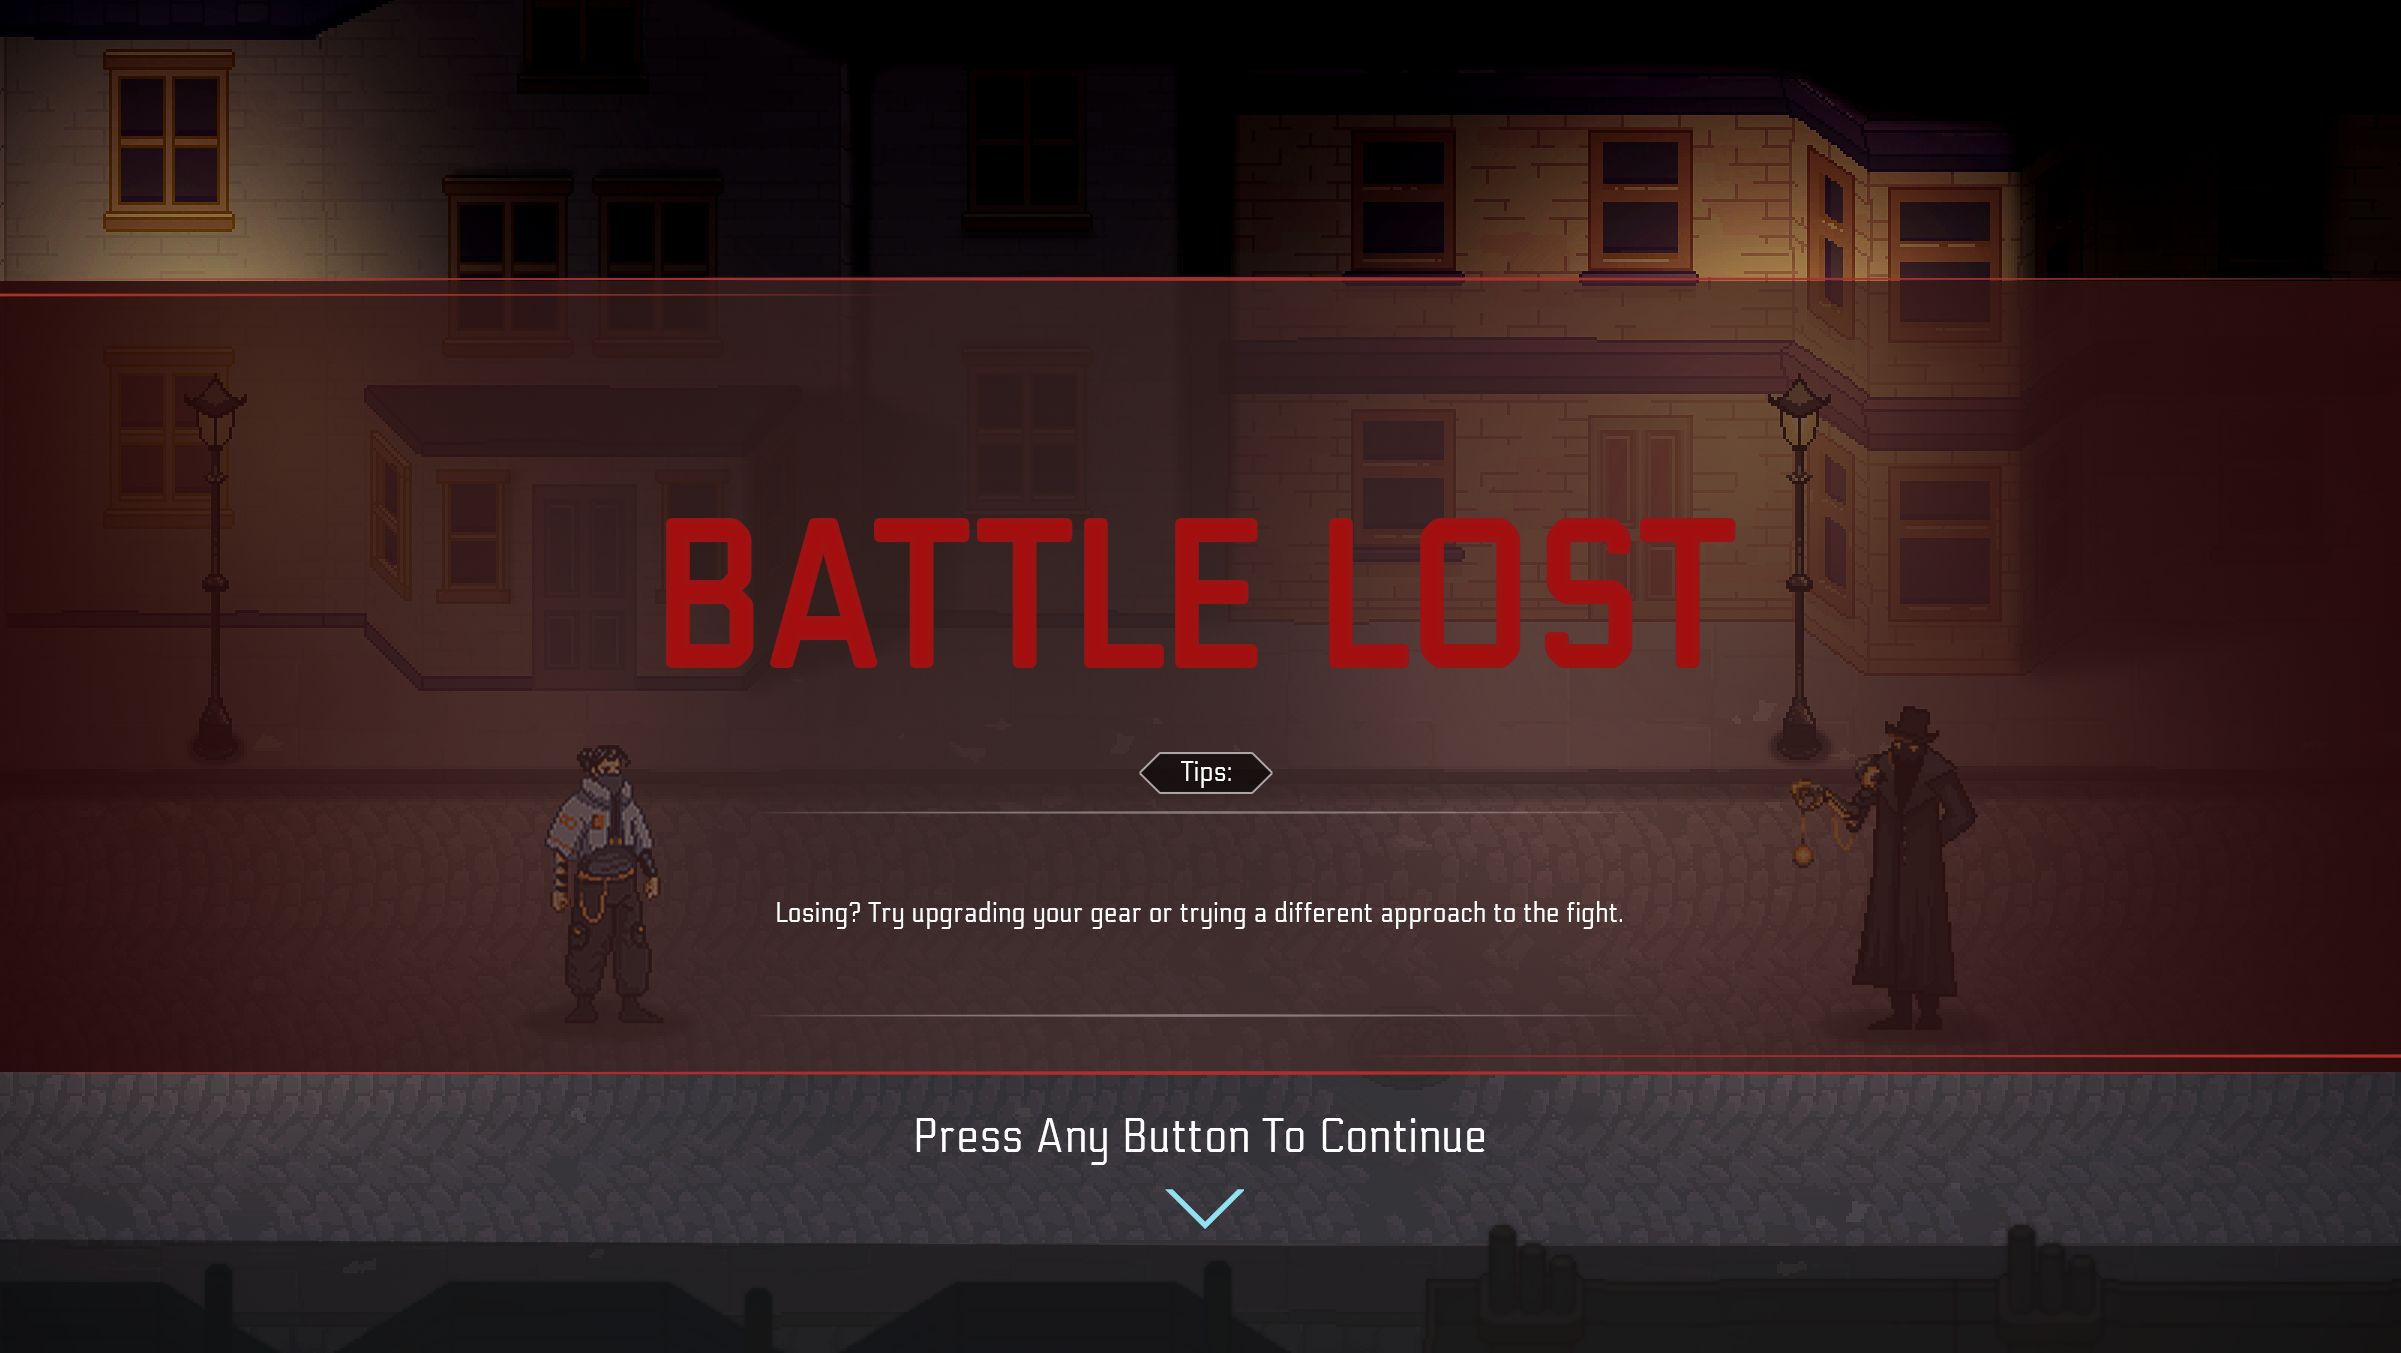 BATTLE LOST
Tips:
Losing? Try upgrading your gear or trying a different approach to the fight.
Press Any Button To Continue